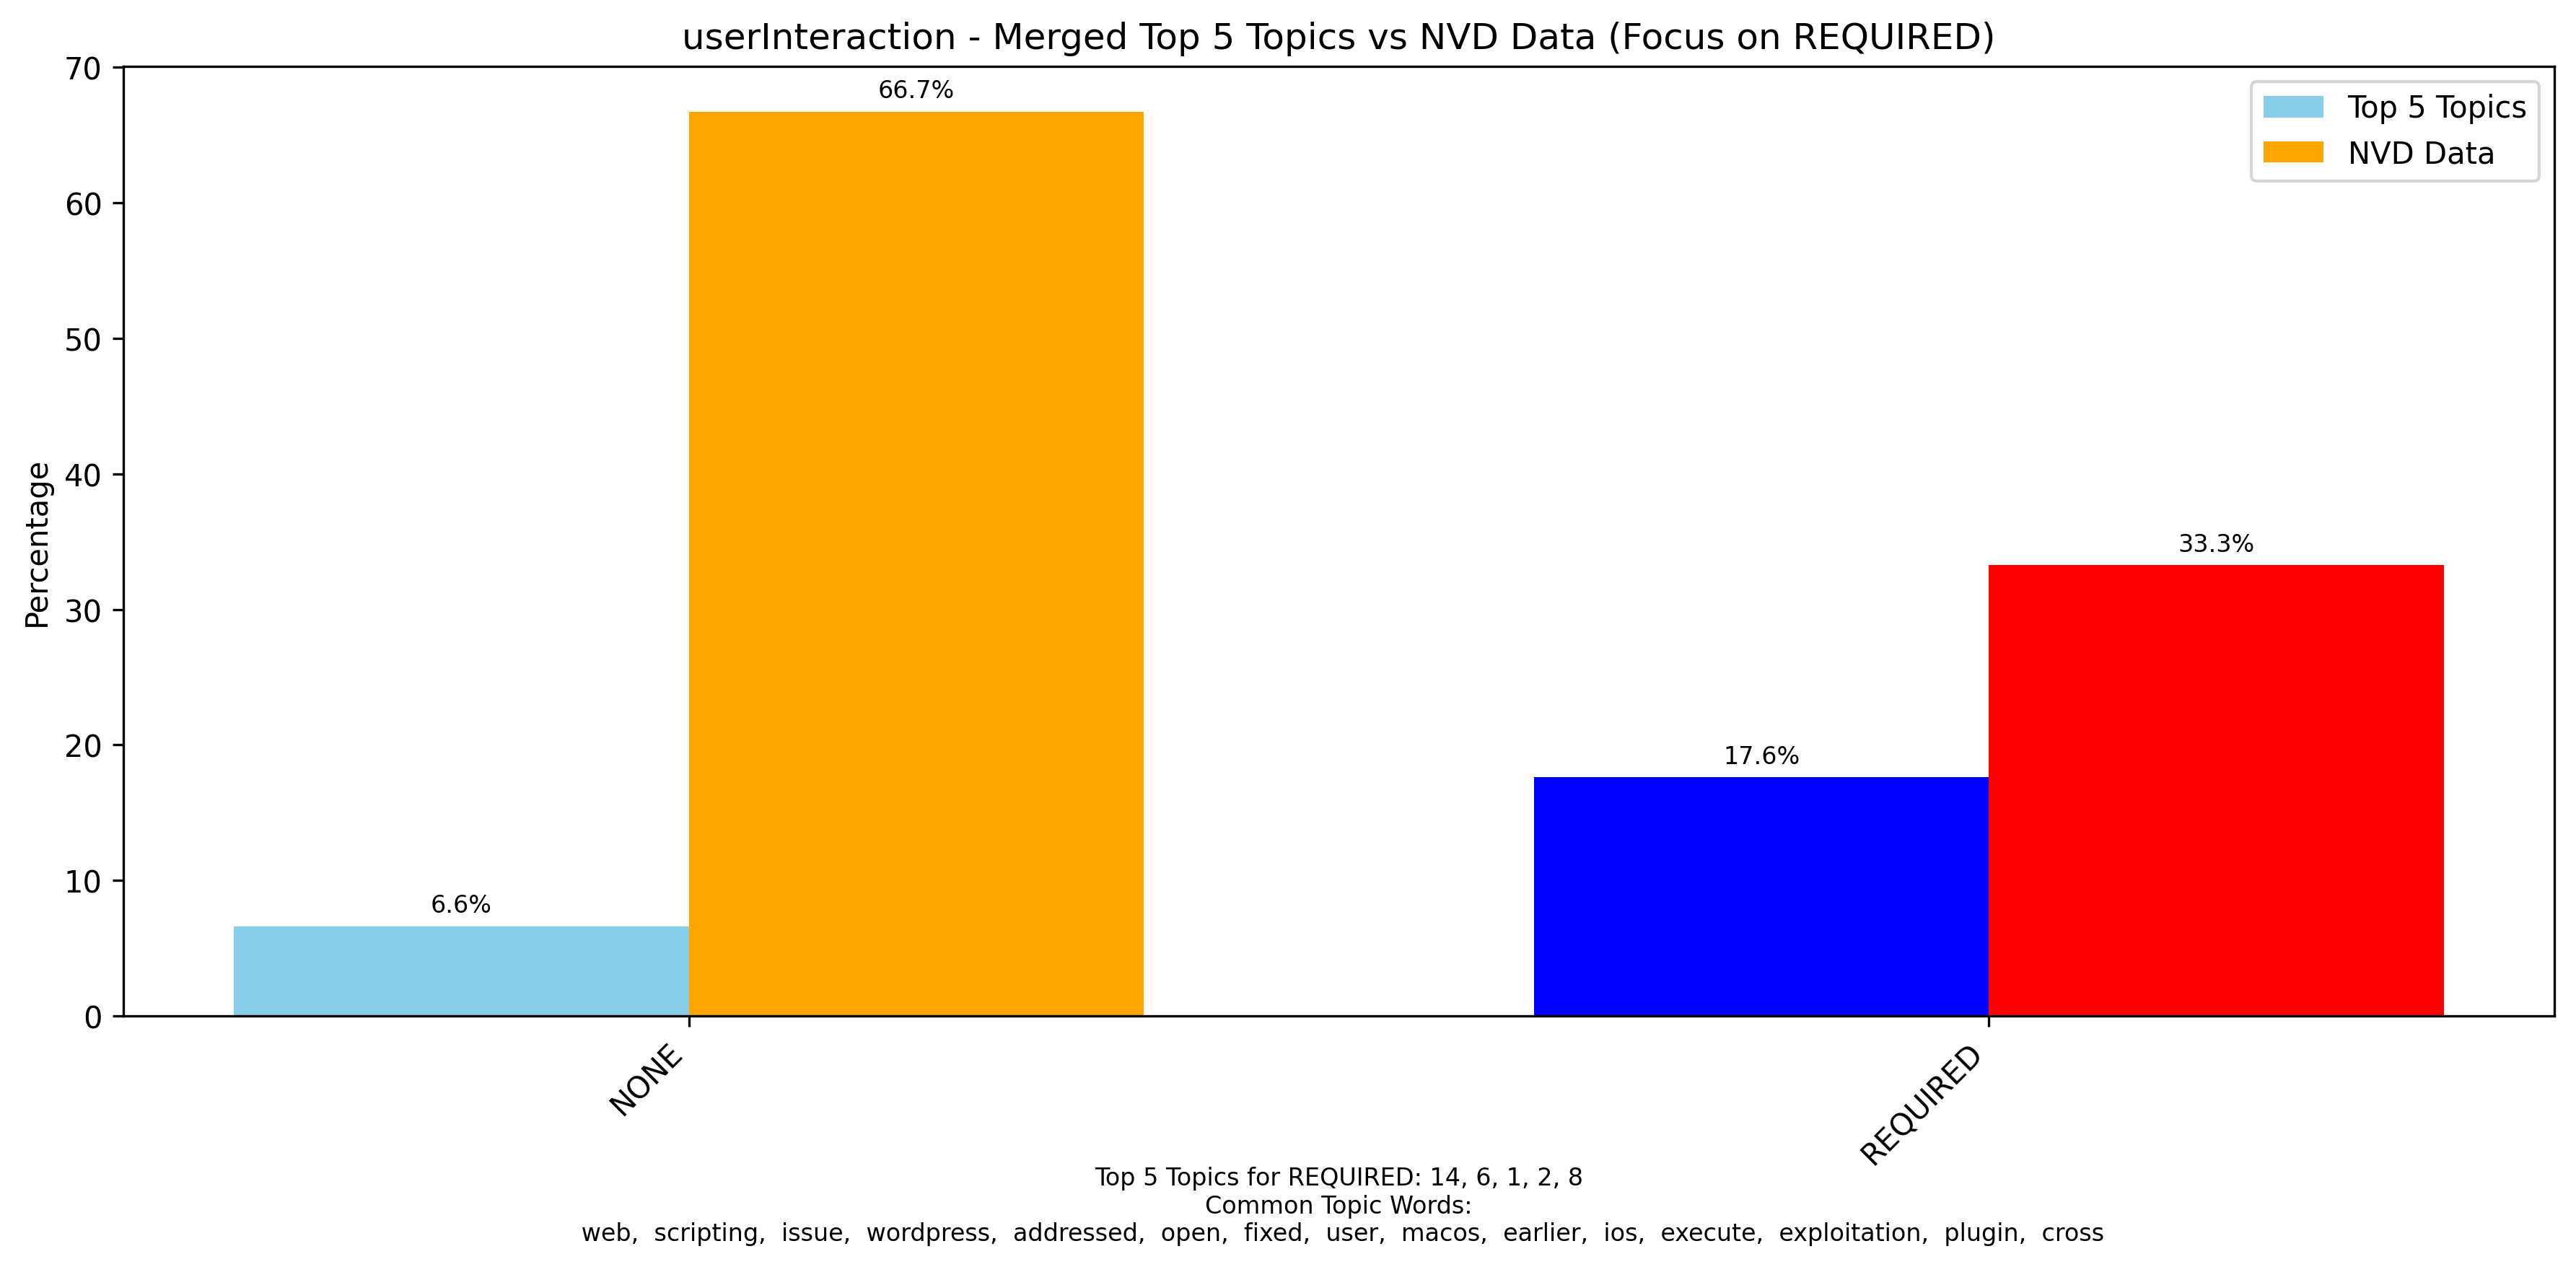 userInteraction - Merged Top 5 Topics vs NVD Data (Focus on REQUIRED)
Top 5 Topics
NVD Data
Percentage
70
60
50
40
30
20
10
0
6.6%
66.7%
17.6%
33.3%
NONE
REQUIRED
Top 5 Topics for REQUIRED: 14, 6, 1, 2, 8
Common Topic Words:
web, scripting, issue, wordpress, addressed, open, fixed, user, macos, earlier, ios, execute, exploitation, plugin, cross